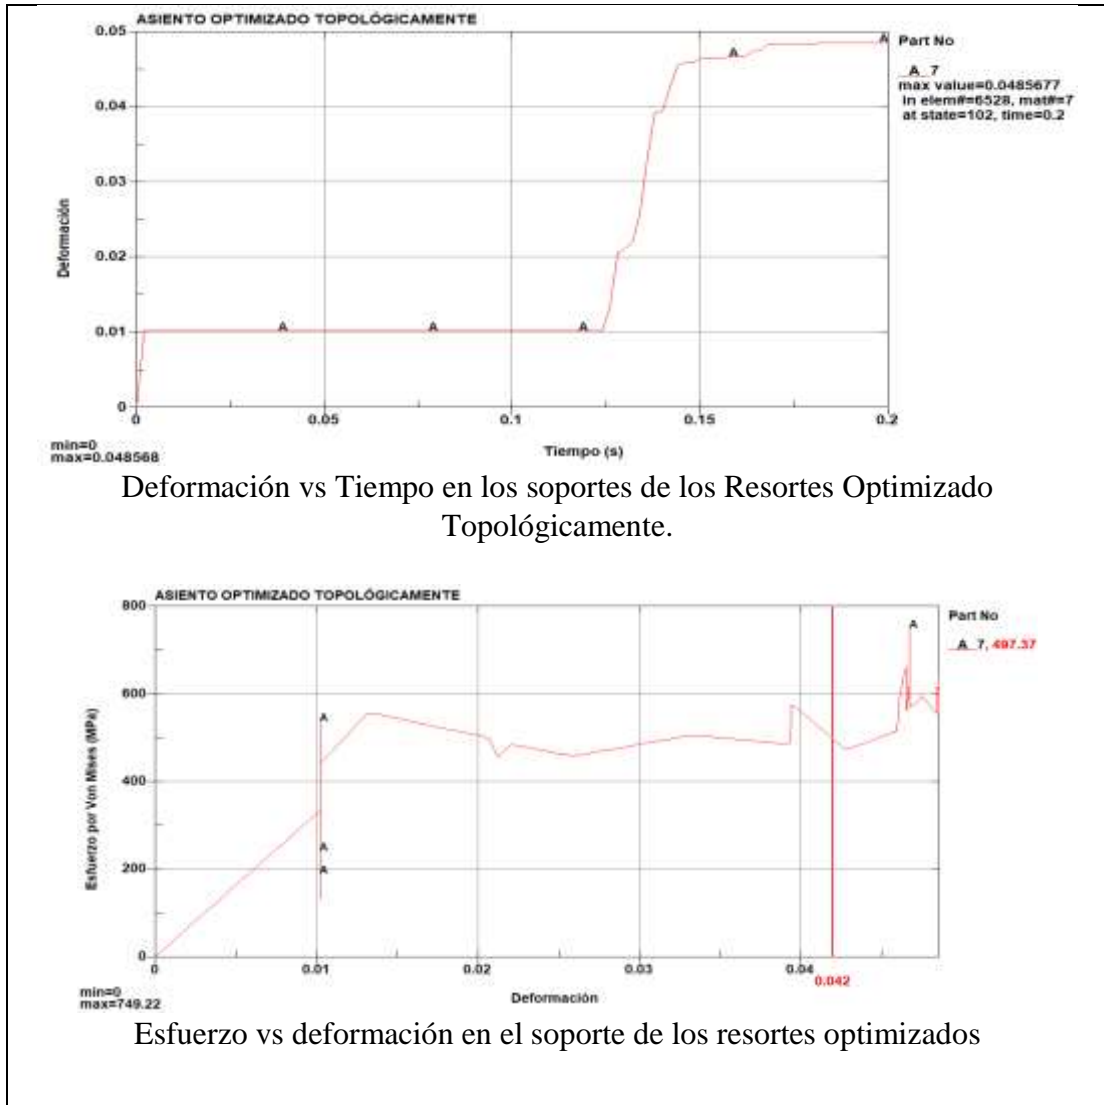 ASIENTO OPTIMIZADO TOPOLÓGICAMENTE
0.05
0.04
0.03
0.02
0.01
0
Deformación
A
A
A
A
A
0
0.05
0.1
0.15
0.2
Tiempo (s)
min=0
max=0.048568
Part No
__A__7
max value=0.0485677
in elem#=6528, mat#=7
at state=102, time=0.2
Deformación vs Tiempo en los soportes de los Resortes Optimizado
Topológicamente.
ASIENTO OPTIMIZADO TOPOLÓGICAMENTE
800
600
400
200
0
Esfuerzo por Von Mises (MPa)
A
A
A
A
0
0.01
0.02
0.03
0.04
0.042
Deformación
min=0
max=749.22
Part No
__A__7, 497.37
Esfuerzo vs deformación en el soporte de los resortes optimizados